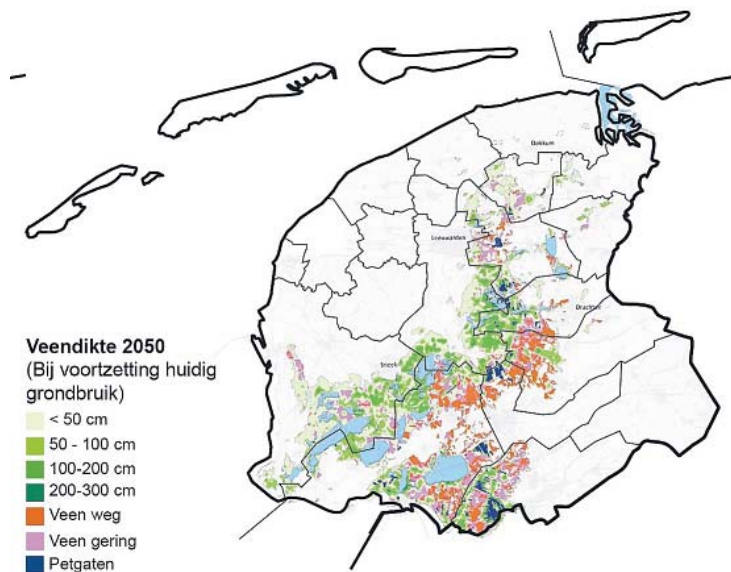 Dokkum
Leeuwarden
Drachten
Sneek
Veendikte 2050
(Bij voortzetting huidig
grondbruik)
< 50 cm
50 - 100 cm
100-200 cm
200-300 cm
Veen weg
Veen gering
Petgaten